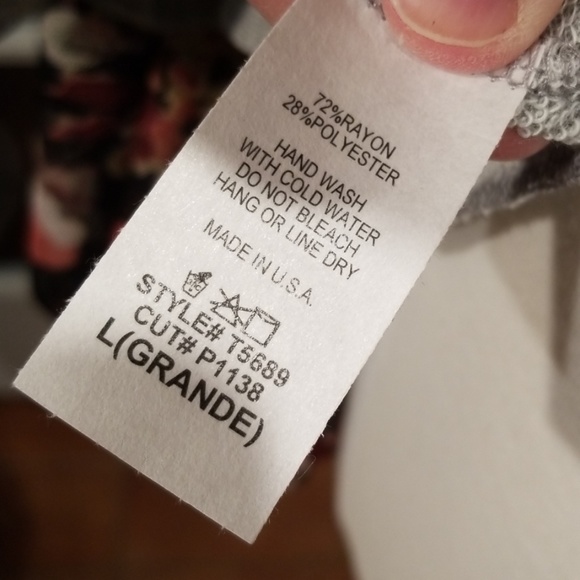 72%RAYON
28%POLYESTER
HAND WASH
WITH COLD WATER
DO NOT BLEACH
HANG OR LINE DRY
MADE IN U.S.A.
STYLE# T5689
CUT# P1138
L(GRANDE)